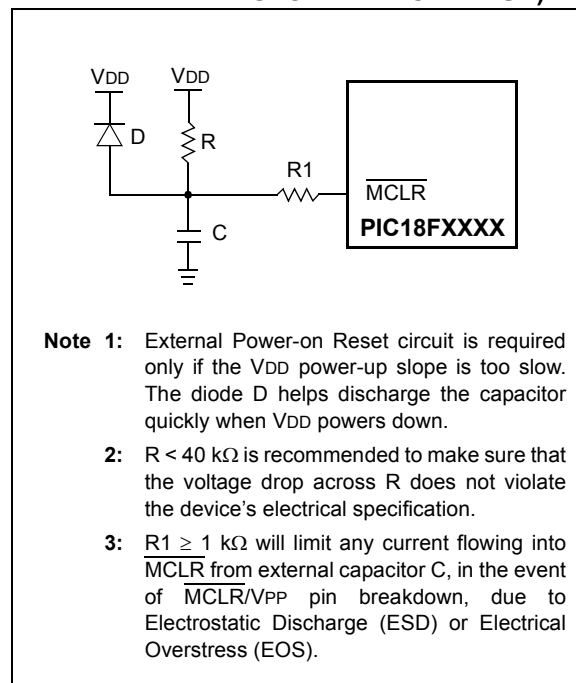 VDD VDD
D
R
R1
MCLR
PIC18FXXXX
C
Note 1: External Power-on Reset circuit is required
only if the VDD power-up slope is too slow.
The diode D helps discharge the capacitor
quickly when VDD powers down.
2: R < 40 kΩ is recommended to make sure that
the voltage drop across R does not violate
the device's electrical specification.
3: R1 ≥ 1 kΩ will limit any current flowing into
MCLR from external capacitor C, in the event
of MCLR/VPP pin breakdown, due to
Electrostatic Discharge (ESD) or Electrical
Overstress (EOS).